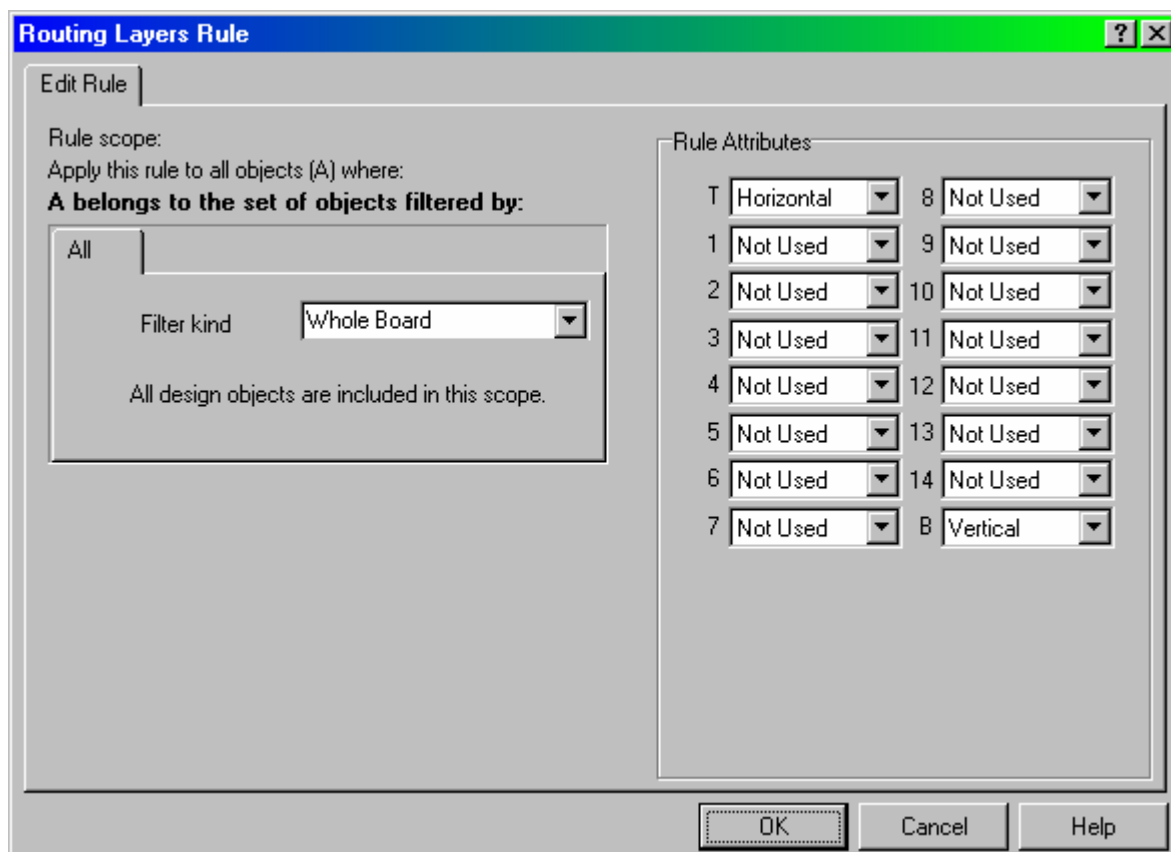 Routing Layers Rule
Edit Rule
Rule scope:
Apply this rule to all objects (A) where:
A belongs to the set of objects filtered by:
All
Filter kind Whole Board
All design objects are included in this scope.
Rule Attributes
T Horizontal 8 Not Used
1 Not Used 9 Not Used
2 Not Used 10 Not Used
3 Not Used 11 Not Used
4 Not Used 12 Not Used
5 Not Used 13 Not Used
6 Not Used 14 Not Used
7 Not Used B Vertical
OK Cancel Help